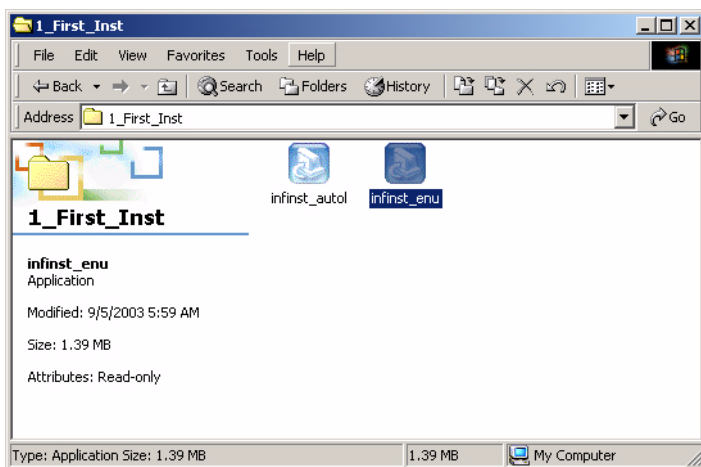 1_First_Inst
File Edit View Favorites Tools Help
Back Search Folders History
Address 1_First_Inst Go
infinst_autol infinst_enu
1_First_Inst
infinst_enu
Application
Modified: 9/5/2003 5:59 AM
Size: 1.39 MB
Attributes: Read-only
Type: Application Size: 1.39 MB 1.39 MB My Computer